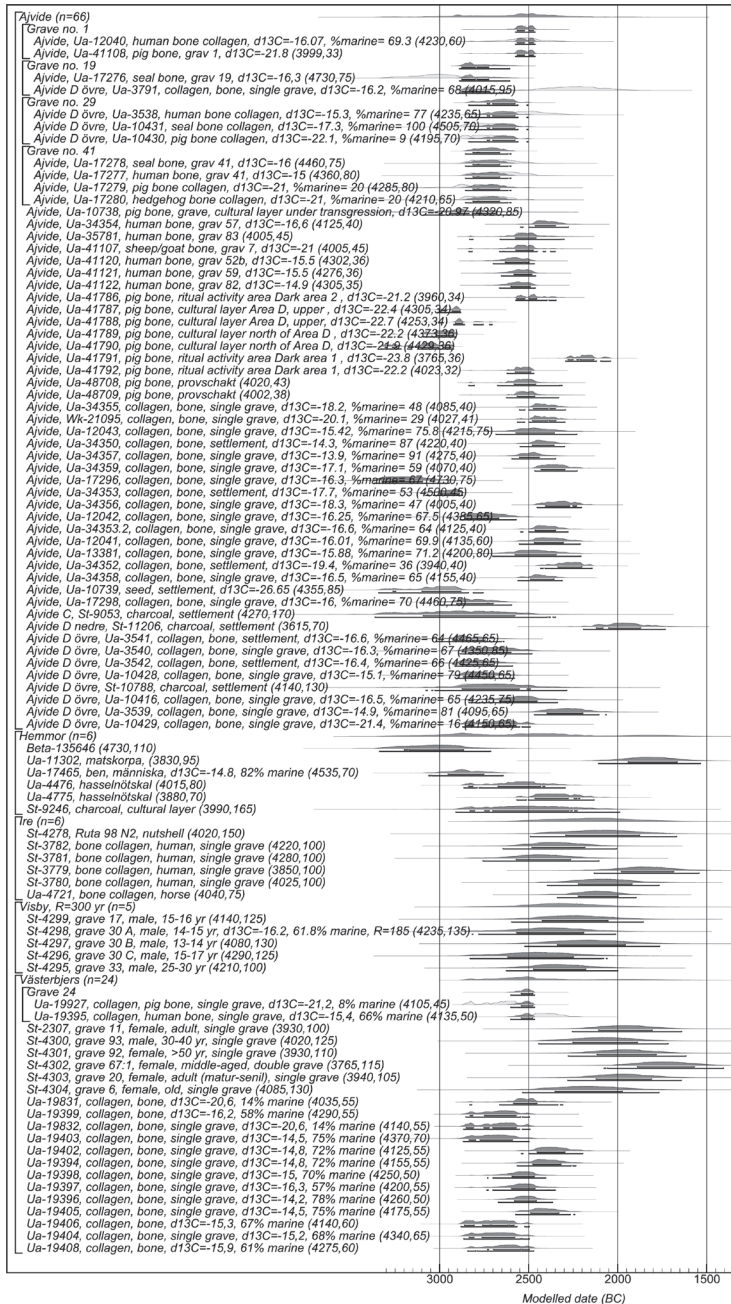 Ajvide (n=66)
Grave no. 1
Ajvide, Ua-12040, human bone collagen, d13C=-16.07, %marine= 69.3 (4230,60)
Ajvide, Ua-41108, pig bone, grav 1, d13C=-21.8 (3999,33)
Grave no. 19
Ajvide, Ua-17276, seal bone, grav 19, d13C=-16,3 (4730,75)
Ajvide D övre, Ua-3791, collagen, bone, single grave, d13C=-16.2, %marine= 68 (4015,95)
Grave no. 29
Ajvide D övre, Ua-3538, human bone collagen, d13C=-15.3, %marine= 77 (4235,65)
Ajvide D övre, Ua-10431, seal bone collagen, d13C=-17.3, %marine= 100 (4505,70)
Ajvide D övre, Ua-10430, pig bone collagen, d13C=-22.1, %marine= 9 (4195,70)
Grave no. 41
Ajvide, Ua-17278, seal bone, grav 41, d13C=-16 (4460,75)
Ajvide, Ua-17277, human bone, grav 41, d13C=-15 (4360,80)
Ajvide, Ua-17279, pig bone collagen, d13C=-21, %marine= 20 (4285,80)
Ajvide, Ua-17280, hedgehog bone collagen, d13C=-21, %marine= 20 (4210,65)
Ajvide, Ua-10738, pig bone, grave, cultural layer under transgression, d13C=-20.97 (4320,85)
Ajvide, Ua-34354, human bone, grav 57, d13C=-16,6 (4125,40)
Ajvide, Ua-35781, human bone, grav 83 (4005,45)
Ajvide, Ua-41107, sheep/goat bone, grav 7, d13C=-21 (4005,45)
Ajvide, Ua-41120, human bone, grav 52b, d13C=-15.5 (4302,36)
Ajvide, Ua-41121, human bone, grav 59, d13C=-15.5 (4276,36)
Ajvide, Ua-41122, human bone, grav 82, d13C=-14.9 (4305,35)
Ajvide, Ua-41786, pig bone, ritual activity area Dark area 2 , d13C=-21.2 (3960,34)
Ajvide, Ua-41787, pig bone, cultural layer Area D, upper , d13C=-22.4 (4305,34)
Ajvide, Ua-41788, pig bone, cultural layer Area D, upper, d13C=-22.7 (4253,34)
Ajvide, Ua-41789, pig bone, cultural layer north of Area D , d13C=-22.2 (4373,36)
Ajvide, Ua-41790, pig bone, cultural layer north of Area D, d13C=-21.9 (4429,36)
Ajvide, Ua-41791, pig bone, ritual activity area Dark area 1 , d13C=-23.8 (3765,36)
Ajvide, Ua-41792, pig bone, ritual activity area Dark area 1, d13C=-22.2 (4023,32)
Ajvide, Ua-48708, pig bone, provschakt (4020,43)
Ajvide, Ua-48709, pig bone, provschakt (4002,38)
Ajvide, Ua-34355, collagen, bone, single grave, d13C=-18.2, %marine= 48 (4085,40)
Ajvide, Wk-21095, collagen, bone, single grave, d13C=-20.1, %marine= 29 (4027,41)
Ajvide, Ua-12043, collagen, bone, single grave, d13C=-15.42, %marine= 75.8 (4215,75)
Ajvide, Ua-34350, collagen, bone, settlement, d13C=-14.3, %marine= 87 (4220,40)
Ajvide, Ua-34357, collagen, bone, single grave, d13C=-13.9, %marine= 91 (4275,40)
Ajvide, Ua-34359, collagen, bone, single grave, d13C=-17.1, %marine= 59 (4070,40)
Ajvide, Ua-17296, collagen, bone, single grave, d13C=-16.3, %marine= 67 (4730,75)
Ajvide, Ua-34353, collagen, bone, settlement, d13C=-17.7, %marine= 53 (4500,45)
Ajvide, Ua-34356, collagen, bone, single grave, d13C=-18.3, %marine= 47 (4005,40)
Ajvide, Ua-12042, collagen, bone, single grave, d13C=-16.25, %marine= 67.5 (4385,65)
Ajvide, Ua-34353.2, collagen, bone, single grave, d13C=-16.6, %marine= 64 (4125,40)
Ajvide, Ua-12041, collagen, bone, single grave, d13C=-16.01, %marine= 69.9 (4135,60)
Ajvide, Ua-13381, collagen, bone, single grave, d13C=-15.88, %marine= 71.2 (4200,80)
Ajvide, Ua-34352, collagen, bone, settlement, d13C=-19.4, %marine= 36 (3940,40)
Ajvide, Ua-34358, collagen, bone, single grave, d13C=-16.5, %marine= 65 (4155,40)
Ajvide, Ua-10739, seed, settlement, d13C=-26.65 (4355,85)
Ajvide, Ua-17298, collagen, bone, single grave, d13C=-16, %marine= 70 (4460,75)
Ajvide C, St-9053, charcoal, settlement (4270,170)
Ajvide D nedre, St-11206, charcoal, settlement (3615,70)
Ajvide D övre, Ua-3541, collagen, bone, settlement, d13C=-16.6, %marine= 64 (4465,65)
Ajvide D övre, Ua-3540, collagen, bone, single grave, d13C=-16.3, %marine= 67 (4350,85)
Ajvide D övre, Ua-3542, collagen, bone, settlement, d13C=-16.4, %marine= 66 (4425,65)
Ajvide D övre, Ua-10428, collagen, bone, single grave, d13C=-15.1, %marine= 79 (4450,65)
Ajvide D övre, St-10788, charcoal, settlement (4140,130)
Ajvide D övre, Ua-10416, collagen, bone, single grave, d13C=-16.5, %marine= 65 (4235,75)
Ajvide D övre, Ua-3539, collagen, bone, single grave, d13C=-14.9, %marine= 81 (4095,65)
Ajvide D övre, Ua-10429, collagen, bone, single grave, d13C=-21.4, %marine= 16 (4150,65)
Hemmor (n=6)
Beta-135646 (4730,110)
Ua-11302, matskorpa, (3830,95)
Ua-17465, ben, människa, d13C=-14.8, 82% marine (4535,70)
Ua-4476, hasselnötskal (4015,80)
Ua-4775, hasselnötskal (3880,70)
St-9246, charcoal, cultural layer (3990,165)
Ire (n=6)
St-4278, Ruta 98 N2, nutshell (4020,150)
St-3782, bone collagen, human, single grave (4220,100)
St-3781, bone collagen, human, single grave (4280,100)
St-3779, bone collagen, human, single grave (3850,100)
St-3780, bone collagen, human, single grave (4025,100)
Ua-4721, bone collagen, horse (4040,75)
Visby, R=300 yr (n=5)
St-4299, grave 17, male, 15-16 yr (4140,125)
St-4298, grave 30 A, male, 14-15 yr, d13C=-16.2, 61.8% marine, R=185 (4235,135)
St-4297, grave 30 B, male, 13-14 yr (4080,130)
St-4296, grave 30 C, male, 15-17 yr (4290,125)
St-4295, grave 33, male, 25-30 yr (4210,100)
Västerbjers (n=24)
Grave 24
Ua-19927, collagen, pig bone, single grave, d13C=-21,2, 8% marine (4105,45)
Ua-19395, collagen, human bone, single grave, d13C=-15,4, 66% marine (4135,50)
St-2307, grave 11, female, adult, single grave (3930,100)
St-4300, grave 93, male, 30-40 yr, single grave (4020,125)
St-4301, grave 92, female, >50 yr, single grave (3930,110)
St-4302, grave 67:1, female, middle-aged, double grave (3765,115)
St-4303, grave 20, female, adult (matur-senil), single grave (3940,105)
St-4304, grave 6, female, old, single grave (4085,130)
Ua-19831, collagen, bone, d13C=-20,6, 14% marine (4035,55)
Ua-19399, collagen, bone, d13C=-16,2, 58% marine (4290,55)
Ua-19832, collagen, bone, single grave, d13C=-20,6, 14% marine (4140,55)
Ua-19403, collagen, bone, single grave, d13C=-14,5, 75% marine (4370,70)
Ua-19402, collagen, bone, single grave, d13C=-14,8, 72% marine (4125,55)
Ua-19394, collagen, bone, single grave, d13C=-14,8, 72% marine (4155,55)
Ua-19398, collagen, bone, single grave, d13C=-15, 70% marine (4250,50)
Ua-19397, collagen, bone, single grave, d13C=-16,3, 57% marine (4200,55)
Ua-19396, collagen, bone, single grave, d13C=-14,2, 78% marine (4260,50)
Ua-19405, collagen, bone, single grave, d13C=-14,5, 75% marine (4175,55)
Ua-19406, collagen, bone, d13C=-15,3, 67% marine (4140,60)
Ua-19404, collagen, bone, single grave, d13C=-15,2, 68% marine (4340,65)
Ua-19408, collagen, bone, d13C=-15,9, 61% marine (4275,60)
3000 2500 2000 1500
Modelled date (BC)